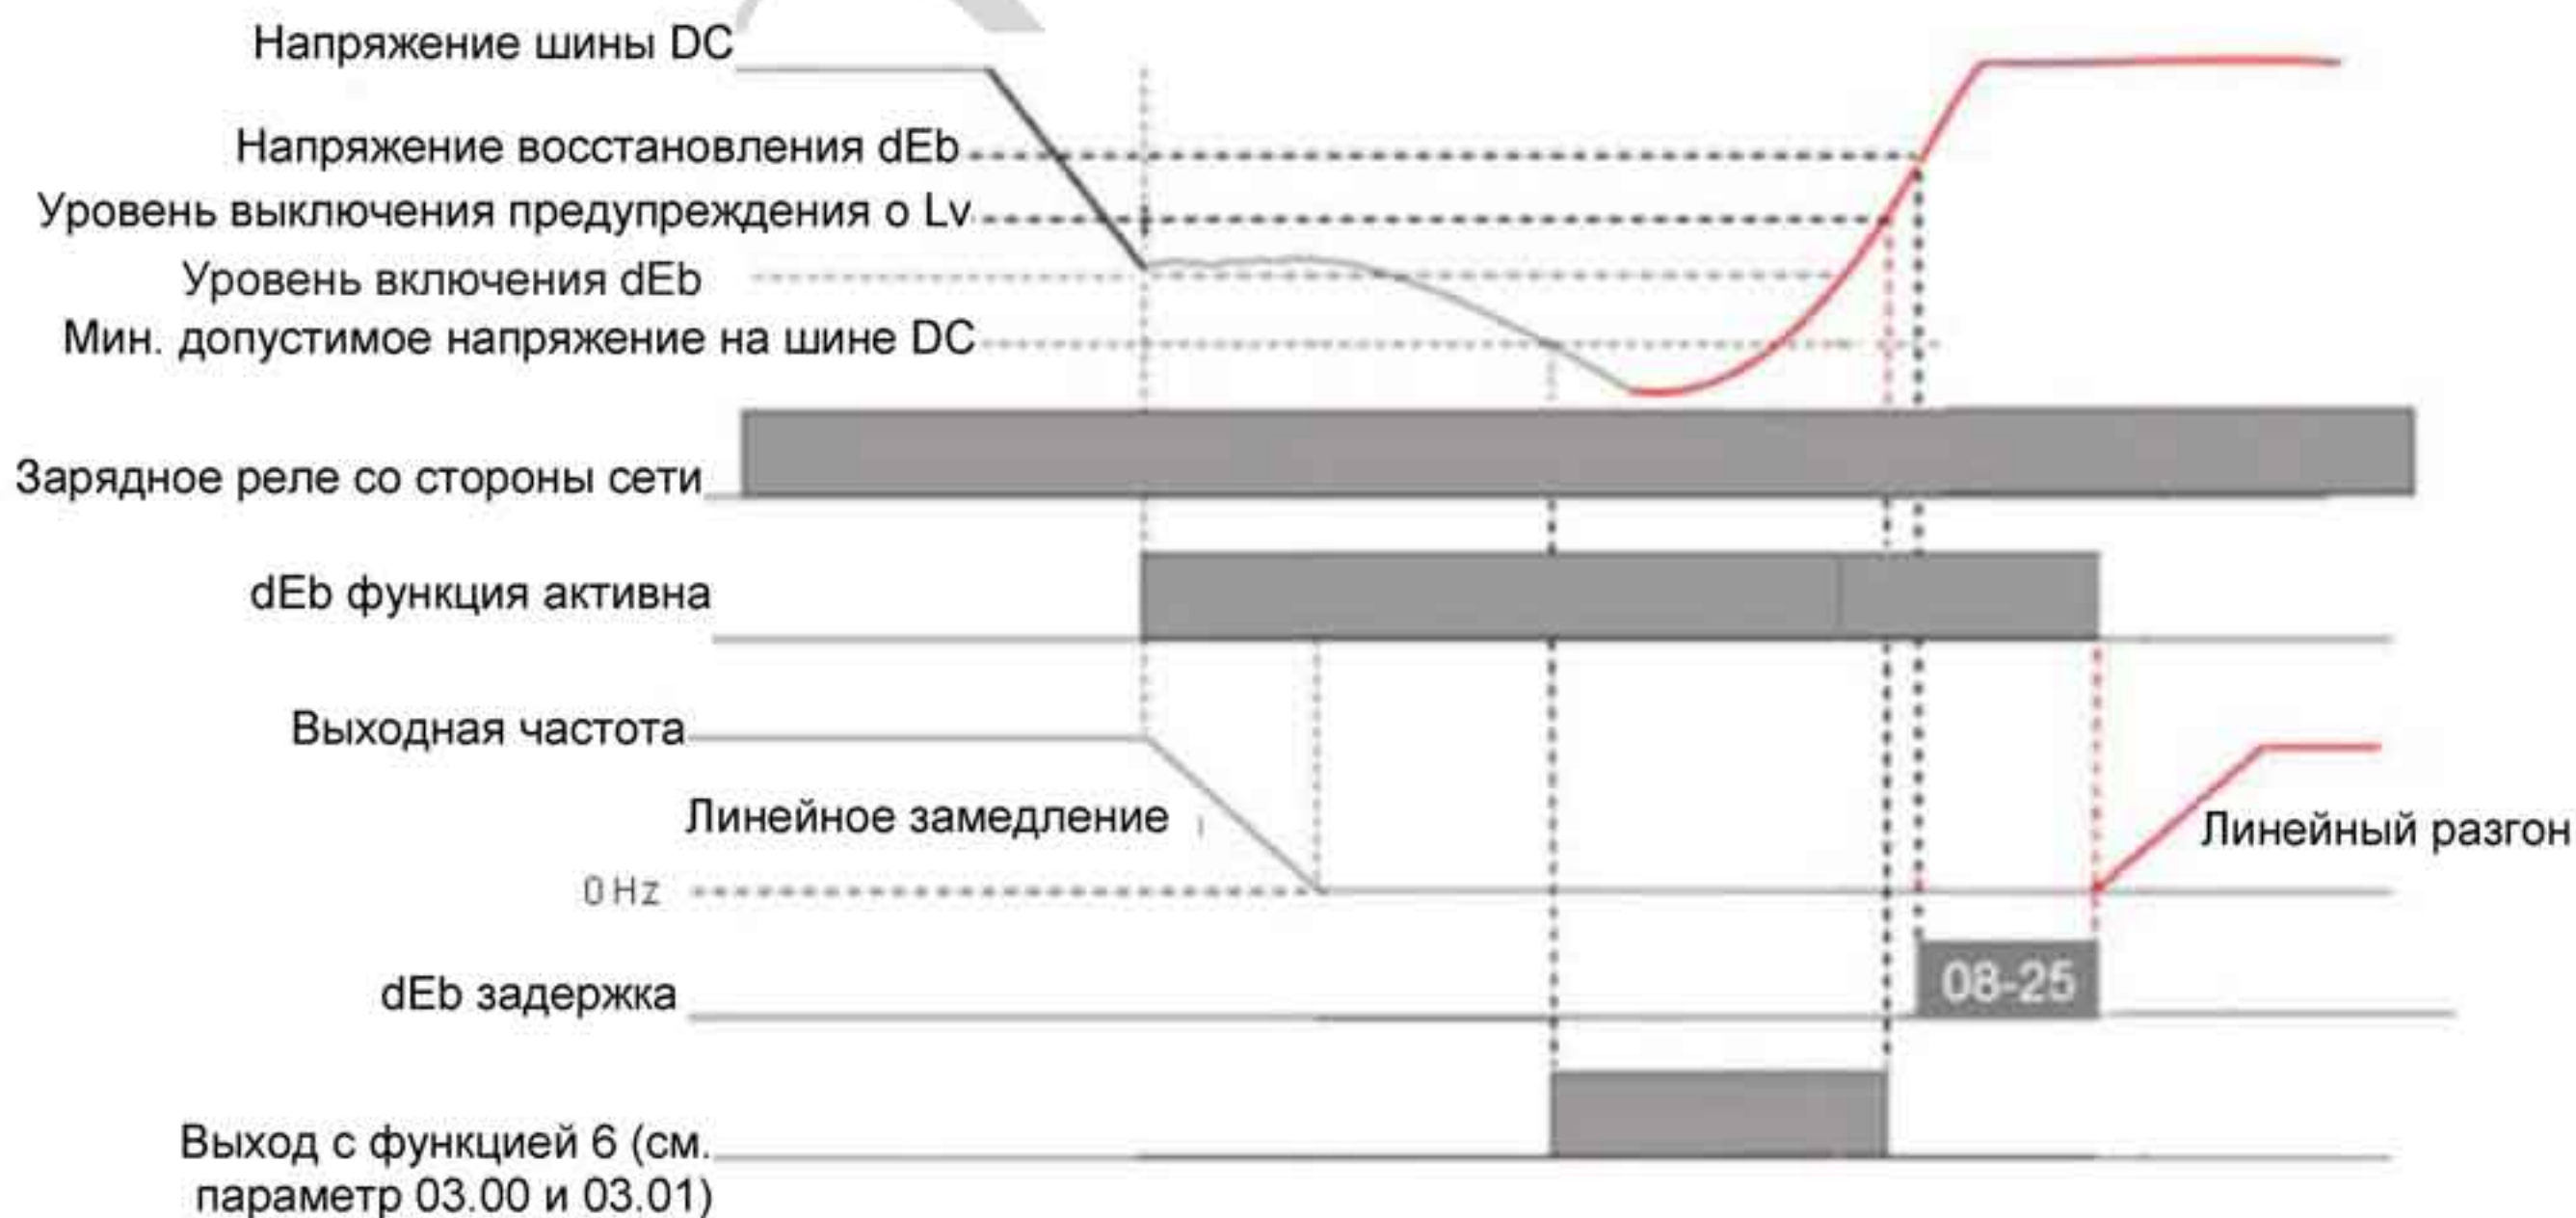 Напряжение шины DC
Напряжение восстановления dEb
Уровень выключения предупреждения о Lv
Уровень включения dEb
Мин. допустимое напряжение на шине DC
Зарядное реле со стороны сети
dEb функция активна
Выходная частота
Линейное замедление
Линейный разгон
0 Hz
dEb задержка
08-25
Выход с функцией 6 (см.
параметр 03.00 и 03.01)